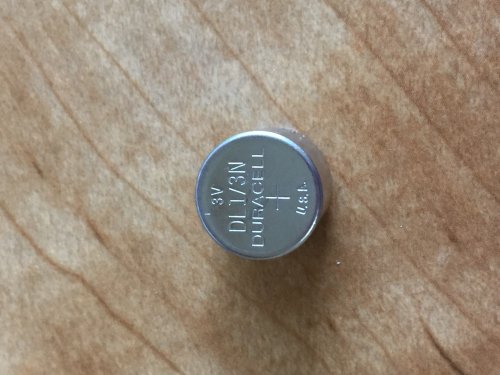 3V
DL1/3N
DURACELL
+
U.S.A.